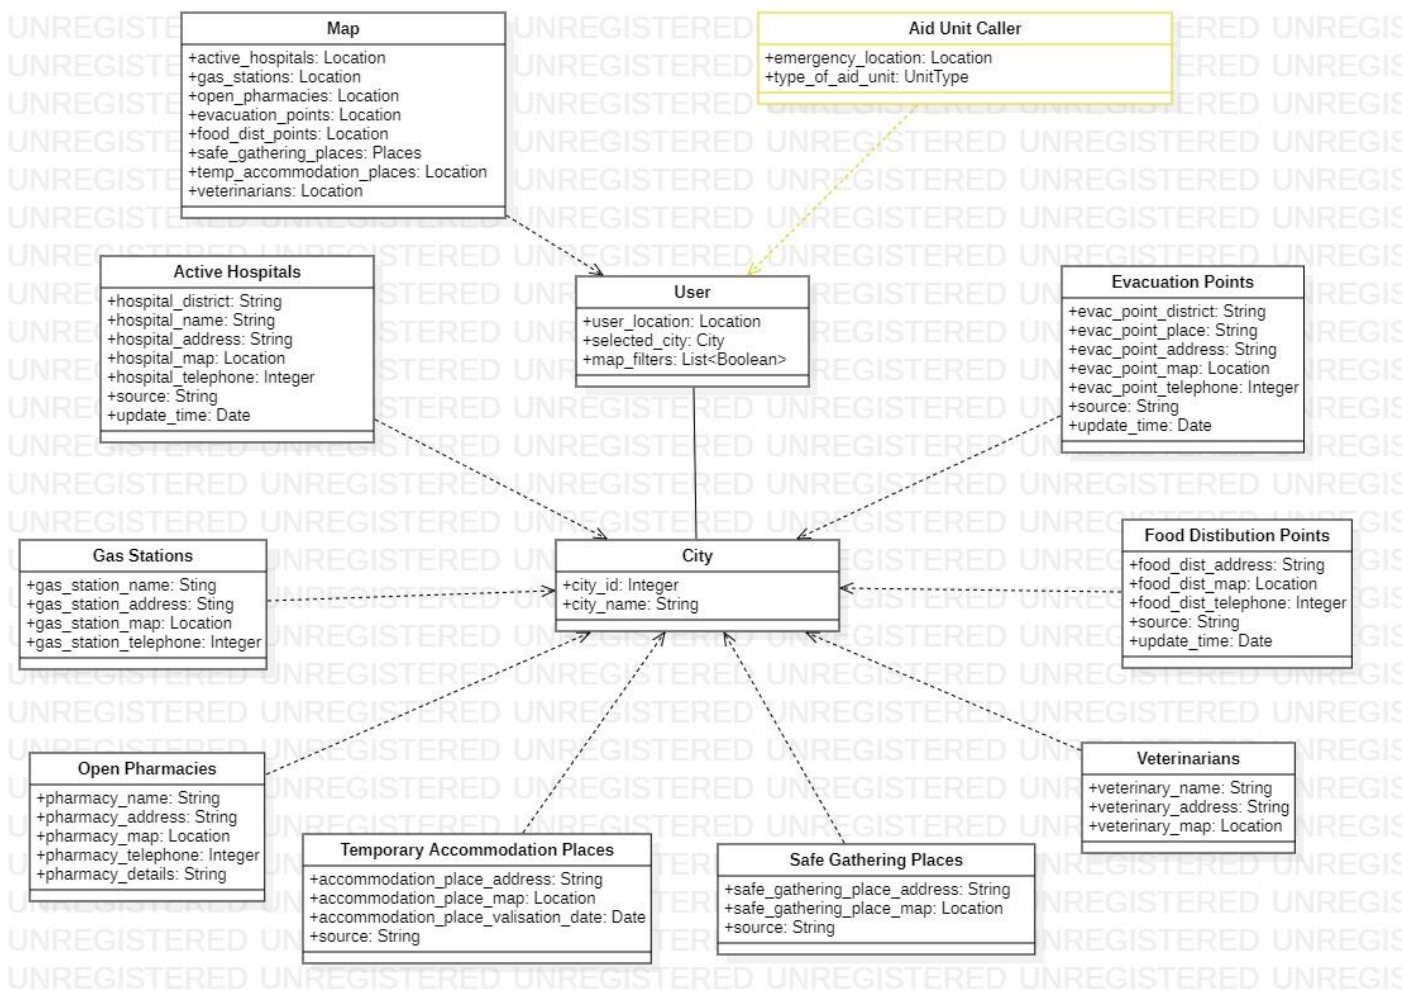 Map
+active_hospitals: Location
+gas_stations: Location
+open_pharmacies: Location
+evacuation_points: Location
+food_dist_points: Location
+safe_gathering_places: Places
+temp_accommodation_places: Location
+veterinarians: Location
Aid Unit Caller
+emergency_location: Location
+type_of_aid_unit: UnitType
Active Hospitals
+hospital_district: String
+hospital_name: String
+hospital_address: String
+hospital_map: Location
+hospital_telephone: Integer
+source: String
+update_time: Date
User
+user_location: Location
+selected_city: City
+map_filters: List<Boolean>
Evacuation Points
+evac_point_district: String
+evac_point_place: String
+evac_point_address: String
+evac_point_map: Location
+evac_point_telephone: Integer
+source: String
+update_time: Date
Gas Stations
+gas_station_name: Sting
+gas_station_address: Sting
+gas_station_map: Location
+gas_station_telephone: Integer
City
+city_id: Integer
+city_name: String
Food Distibution Points
+food_dist_address: String
+food_dist_map: Location
+food_dist_telephone: Integer
+source: String
+update_time: Date
Open Pharmacies
+pharmacy_name: String
+pharmacy_address: String
+pharmacy_map: Location
+pharmacy_telephone: Integer
+pharmacy_details: String
Temporary Accommodation Places
+accommodation_place_address: String
+accommodation_place_map: Location
+accommodation_place_valisation_date: Date
+source: String
Safe Gathering Places
+safe_gathering_place_address: String
+safe_gathering_place_map: Location
+source: String
Veterinarians
+veterinary_name: String
+veterinary_address: String
+veterinary_map: Location
UNREGISTERED